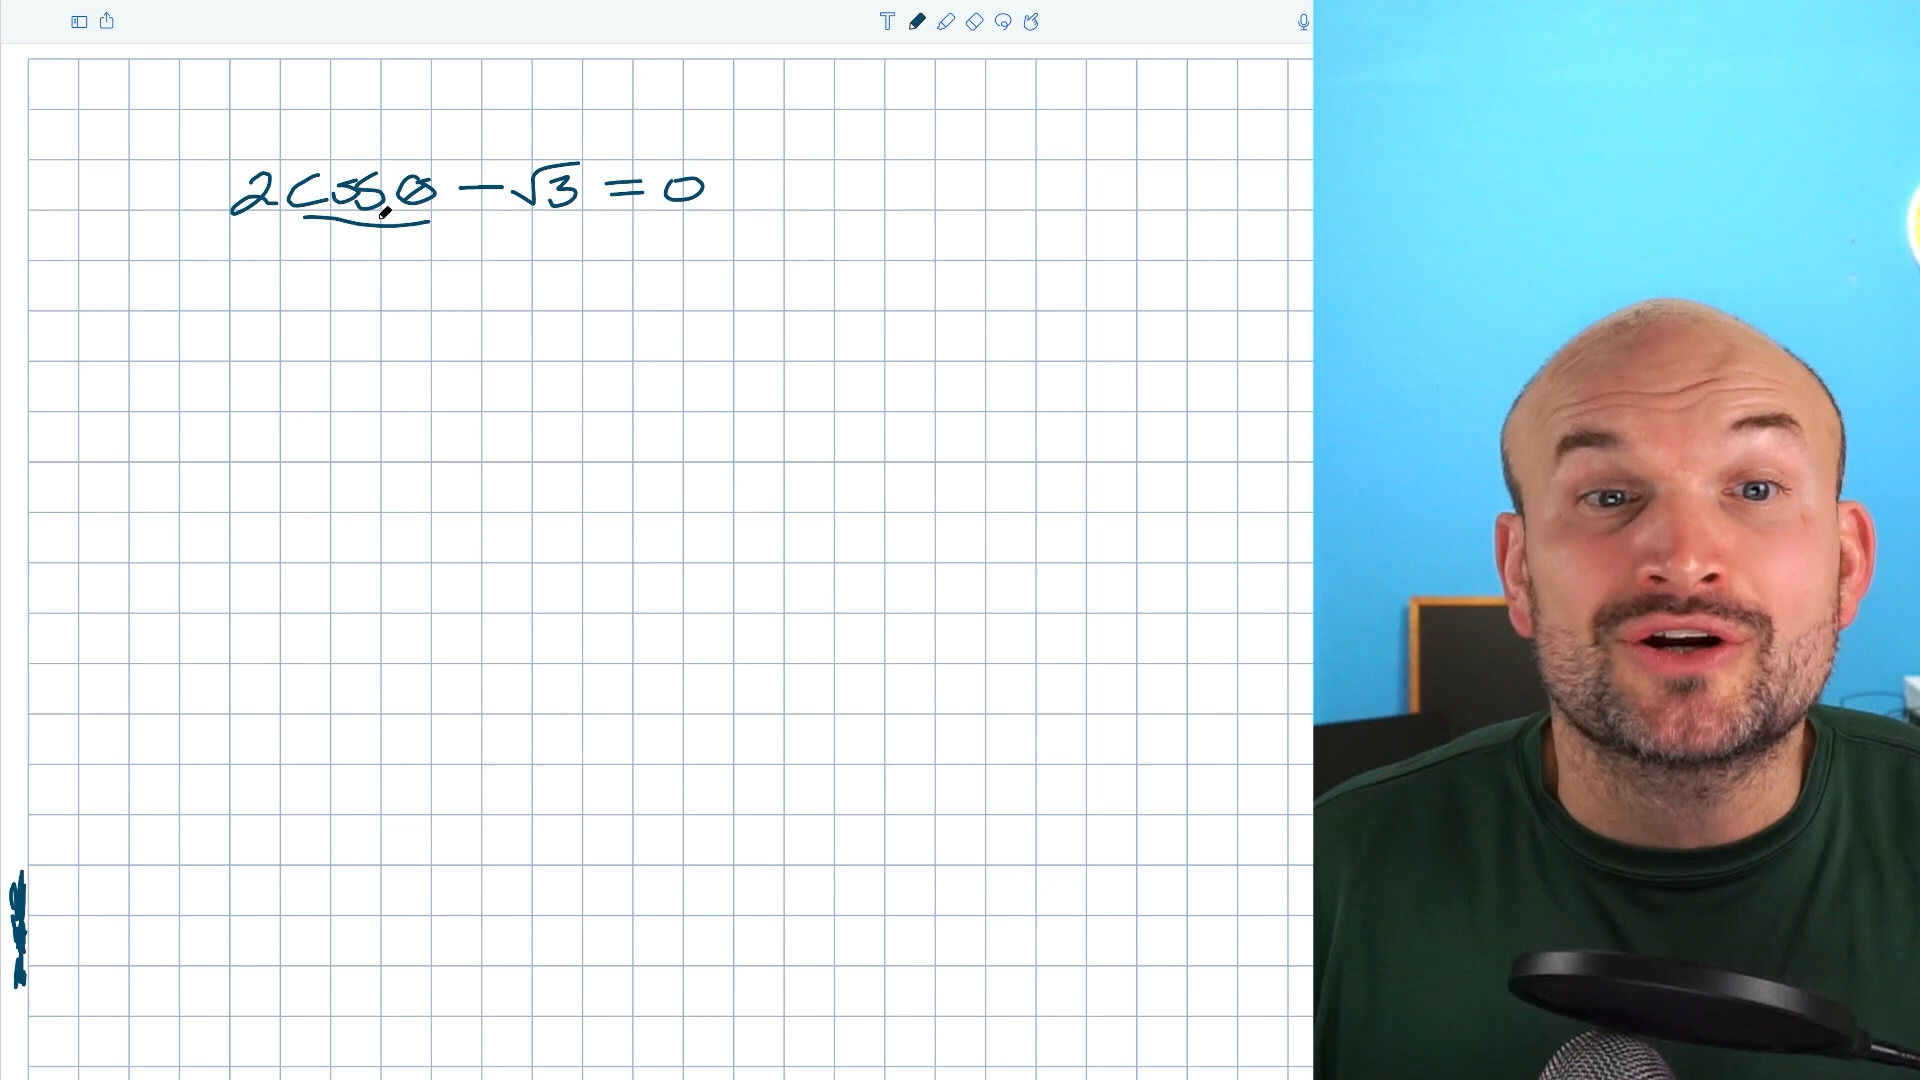 2cosθ - √3 = 0